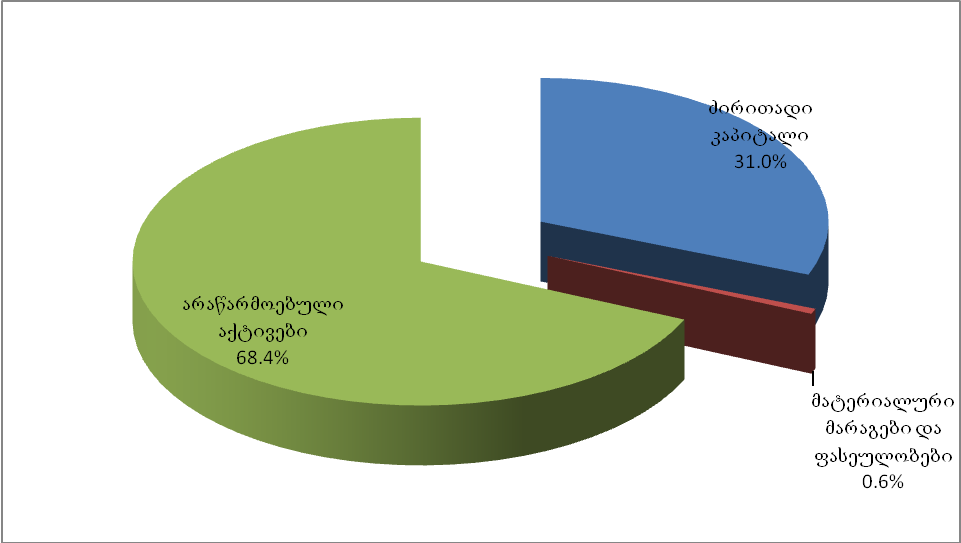 ძირითადი
კაპიტალი
31.0%
არაწარმოებული
აქტივები
68.4%
მატერიალური
მარაგები და
ფასეულობები
0.6%